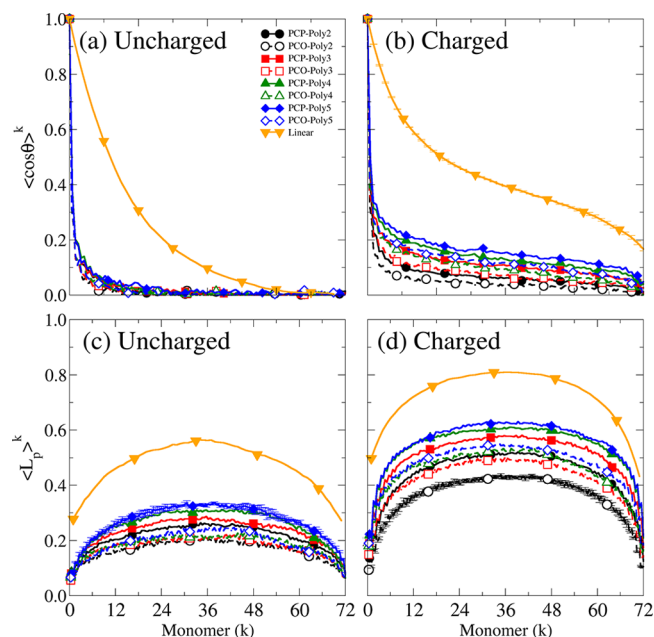 (a) Uncharged
PCP-Poly2
PCO-Poly2
PCP-Poly3
PCO-Poly3
PCP-Poly4
PCO-Poly4
PCP-Poly5
PCO-Poly5
Linear
(b) Charged
<cosθ>^k
1.0
0.8
0.6
0.4
0.2
0.0
(c) Uncharged
(d) Charged
<L_p>^k
1.0
0.8
0.6
0.4
0.2
0.0
0 12 24 36 48 60 72
0 12 24 36 48 60 72
Monomer (k)
Monomer (k)